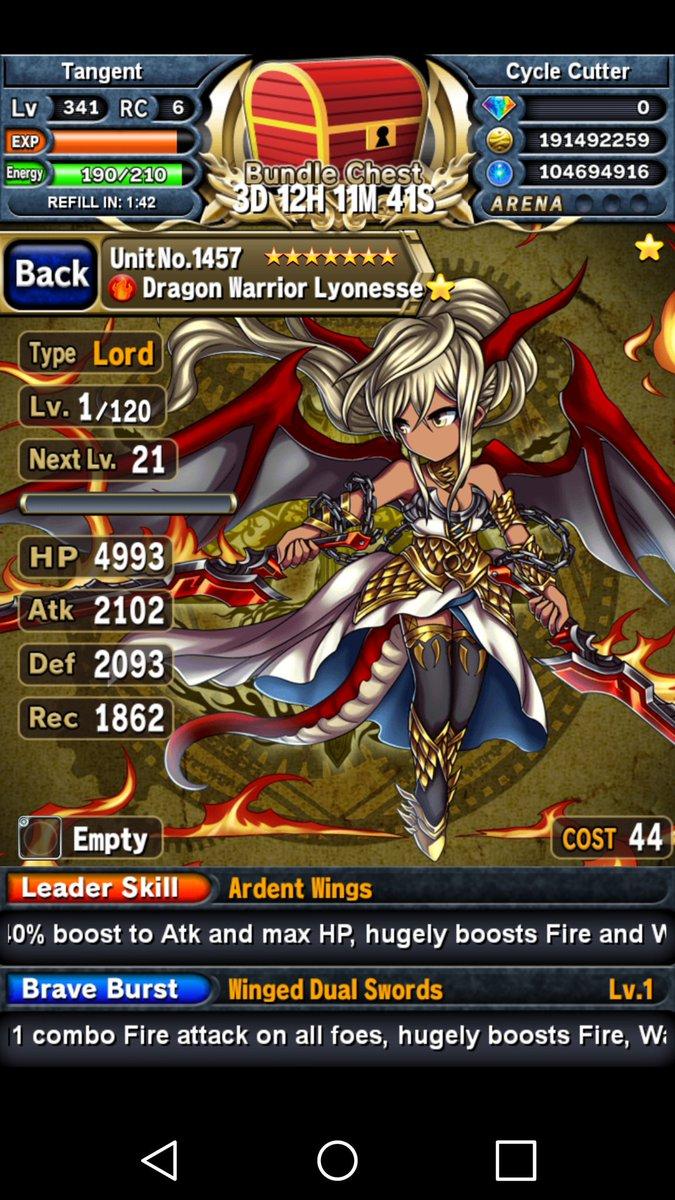 Tangent
Cycle Cutter
Lv 341 RC 6
0
EXP
191492259
Energy 190/210
104694916
REFILL IN: 1:42
ARENA
Bundle Chest
3D 12H 11M 41S
Back
Unit No.1457
Dragon Warrior Lyonesse
Type Lord
Lv. 1/120
Next Lv. 21
HP 4993
Atk 2102
Def 2093
Rec 1862
Empty
COST 44
Leader Skill Ardent Wings
0% boost to Atk and max HP, hugely boosts Fire and
Brave Burst Winged Dual Swords Lv.1
1 combo Fire attack on all foes, hugely boosts Fire,